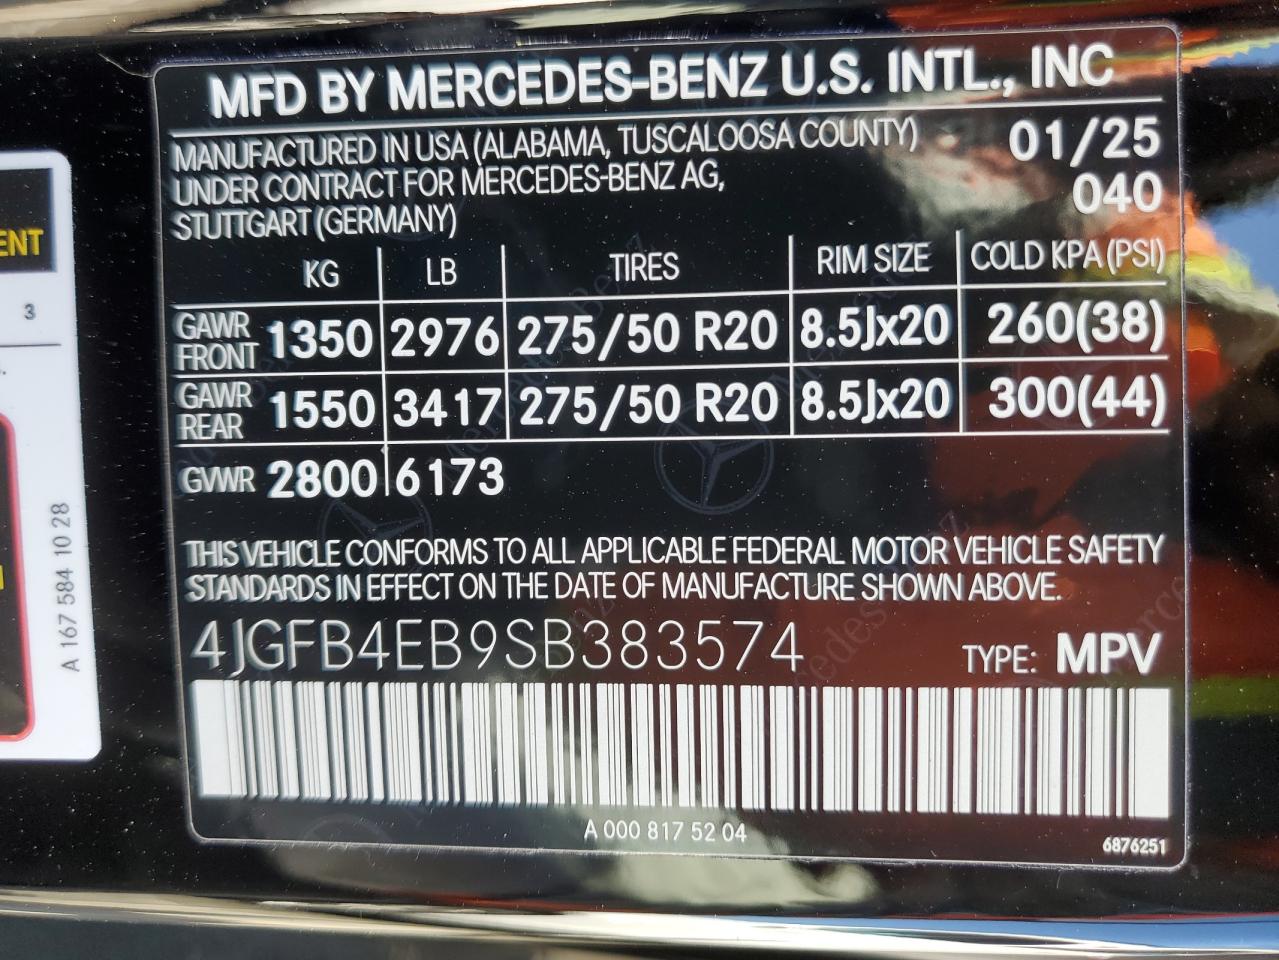 MFD BY MERCEDES-BENZ U.S. INTL., INC
MANUFACTURED IN USA (ALABAMA, TUSCALOOSA COUNTY) 01/25
UNDER CONTRACT FOR MERCEDES-BENZ AG, 040
STUTTGART (GERMANY)
KG LB TIRES RIM SIZE COLD KPA (PSI)
GAWR FRONT 1350 2976 275/50 R20 8.5Jx20 260(38)
GAWR REAR 1550 3417 275/50 R20 8.5Jx20 300(44)
GVWR 2800 6173
THIS VEHICLE CONFORMS TO ALL APPLICABLE FEDERAL MOTOR VEHICLE SAFETY
STANDARDS IN EFFECT ON THE DATE OF MANUFACTURE SHOWN ABOVE.
4JGFB4EB9SB383574 TYPE: MPV
A 000 817 52 04
6876251
ENT
3
A 167 584 10 28